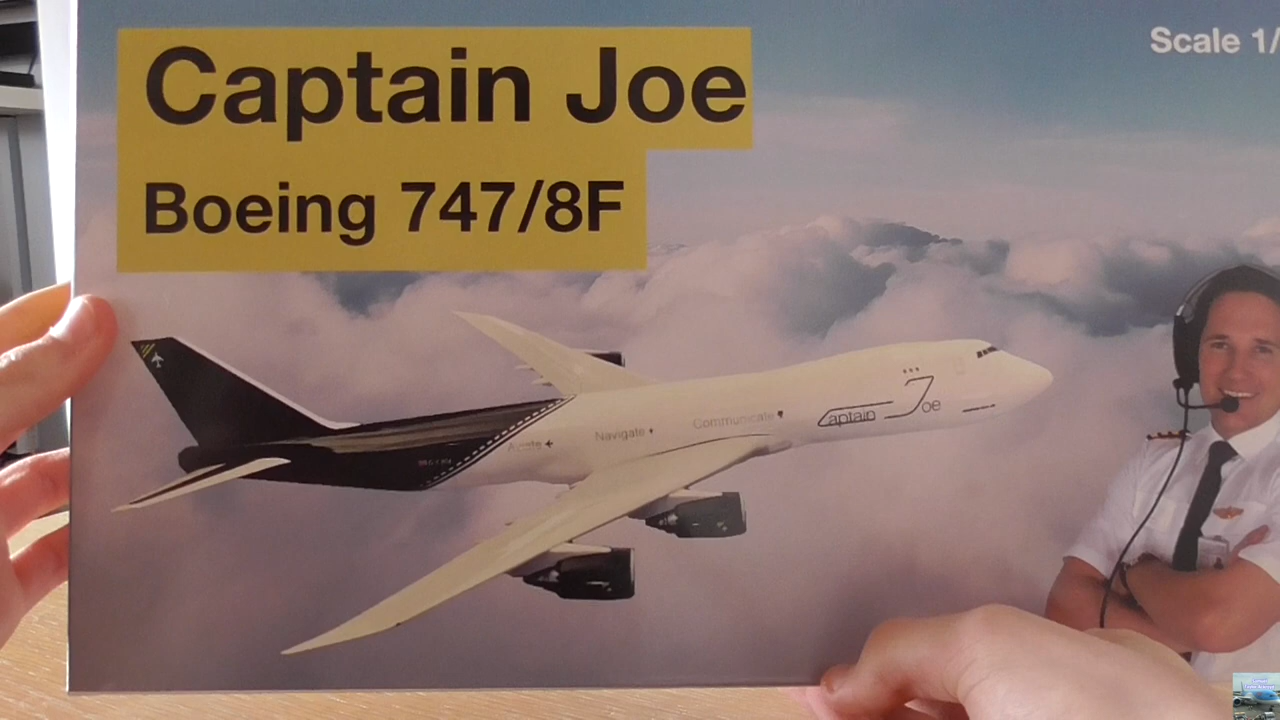 Captain Joe
Scale 1/
Boeing 747/8F
Captain Joe
Communicate
Navigate
Aviate